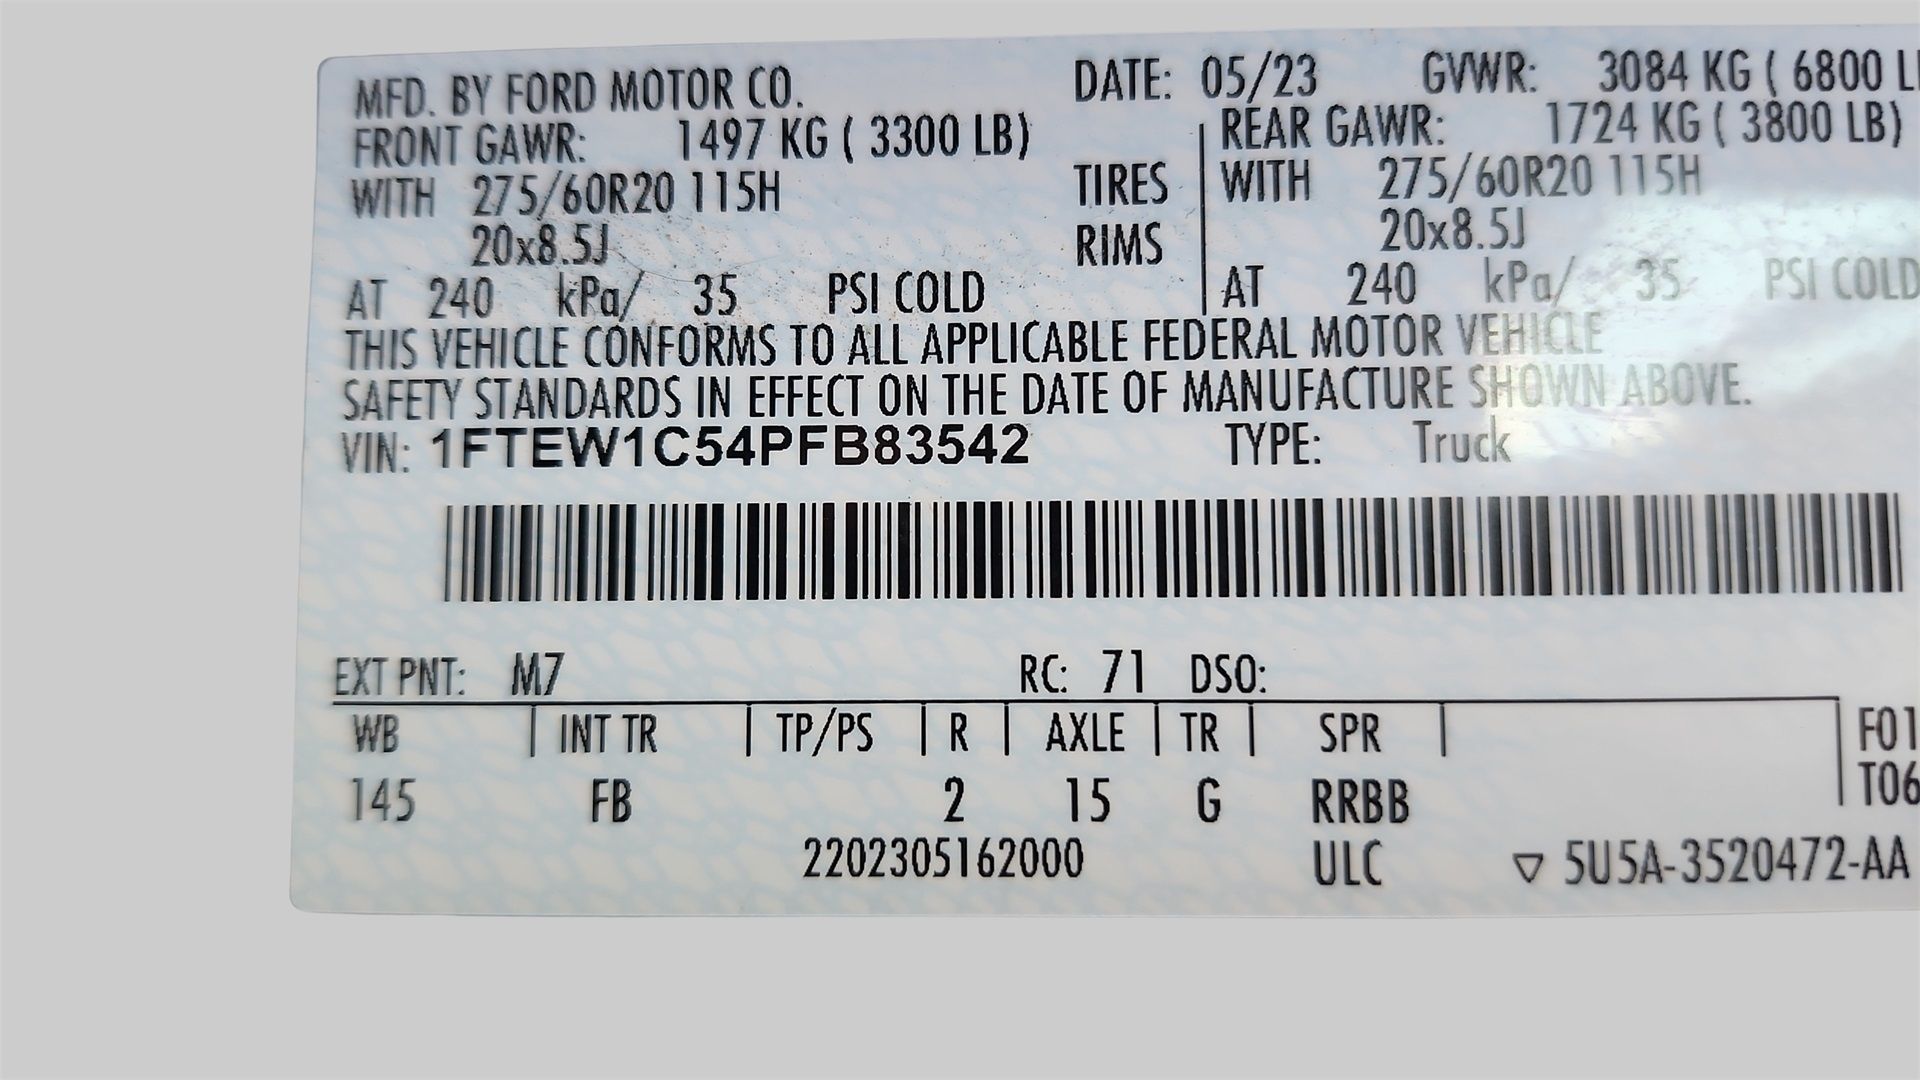 MFD. BY FORD MOTOR CO. DATE: 05/23 GVWR: 3084 KG ( 6800 L
FRONT GAWR: 1497 KG ( 3300 LB) REAR GAWR: 1724 KG ( 3800 LB)
WITH 275/60R20 115H TIRES WITH 275/60R20 115H
20x8.5J RIMS 20x8.5J
AT 240 kPa/ 35 PSI COLD AT 240 kPa/ 35 PSI COLD
THIS VEHICLE CONFORMS TO ALL APPLICABLE FEDERAL MOTOR VEHICLE
SAFETY STANDARDS IN EFFECT ON THE DATE OF MANUFACTURE SHOWN ABOVE.
VIN: 1FTEW1C54PFB83542 TYPE: Truck
EXT PNT: M7 RC: 71 DSO:
WB INT TR TP/PS R AXLE TR SPR F01
145 FB 2 15 G RRBB T06
2202305162000 ULC ▽ 5U5A-3520472-AA